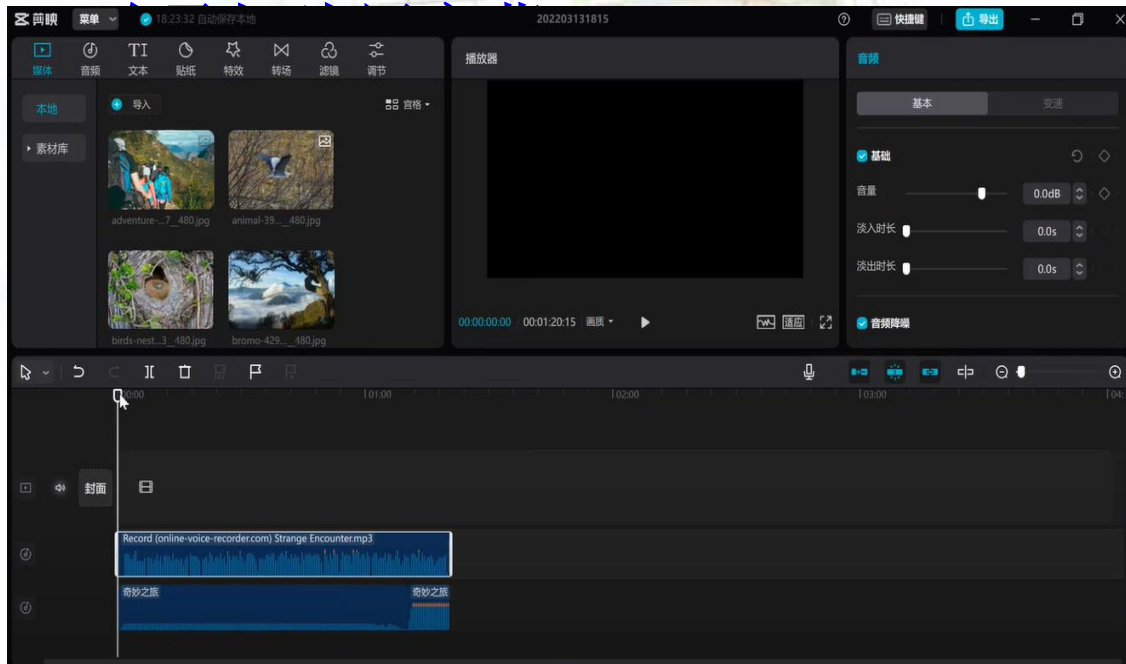 剪映 菜单 18:23:32 自动保存本地 202203131815 快捷键 导出
媒体 音频 TI 文本 贴纸 特效 转场 滤镜 调节
播放器
音频
本地
导入
宫格
素材库
adventure-...7_480.jpg animal-39..._480.jpg
birds-nest...3_480.jpg bromo-429..._480.jpg
00:00:00:00 00:01:20:15 画质 适应
基本 变速
基础
音量 0.0dB
淡入时长 0.0s
淡出时长 0.0s
音频降噪
00:00 01:00 02:00 03:00 04:
封面
Record (online-voice-recorder.com) Strange Encounter.mp3
奇妙之旅 奇妙之旅